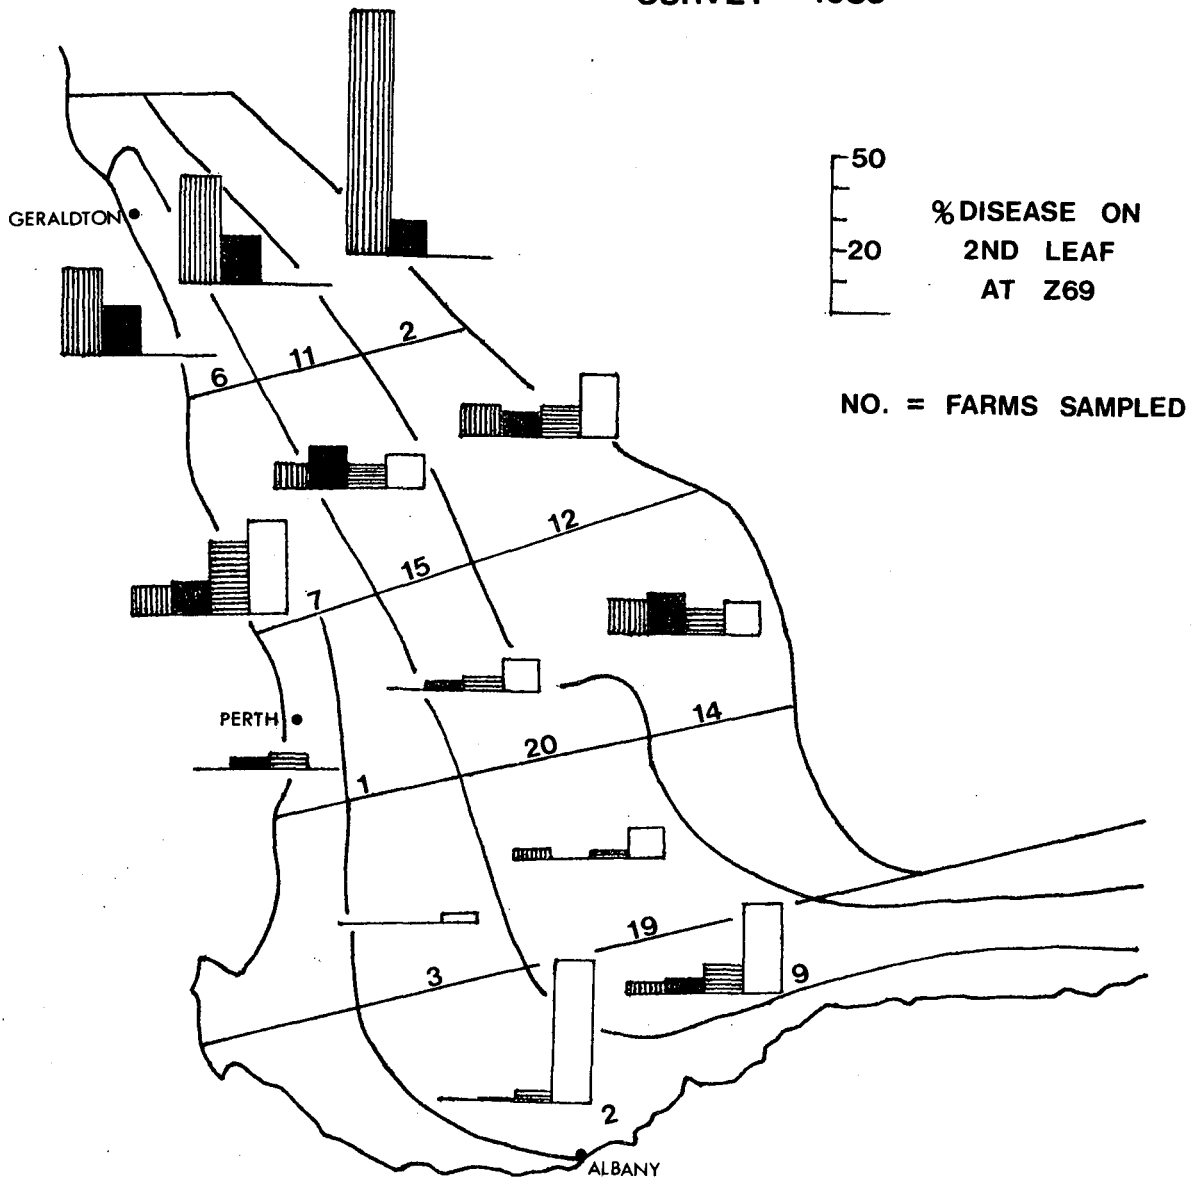 SURVEY
GERALDTON
50
20
% DISEASE ON
2ND LEAF
AT Z69
NO. = FARMS SAMPLED
6 11 2
7 15 12
PERTH
1 20 14
3 19 9
2
ALBANY